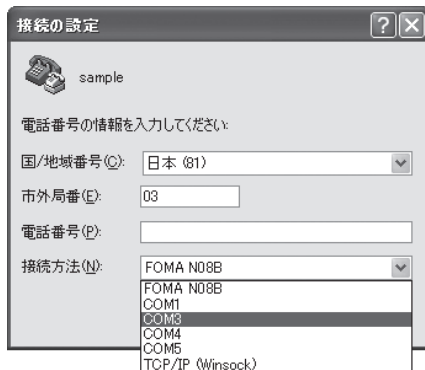 接続の設定
sample
電話番号の情報を入力してください:
国/地域番号(C): 日本 (81)
市外局番(E): 03
電話番号(P):
接続方法(N): FOMA N08B
FOMA N08B
COM1
COM3
COM4
COM5
TCP/IP (Winsock)